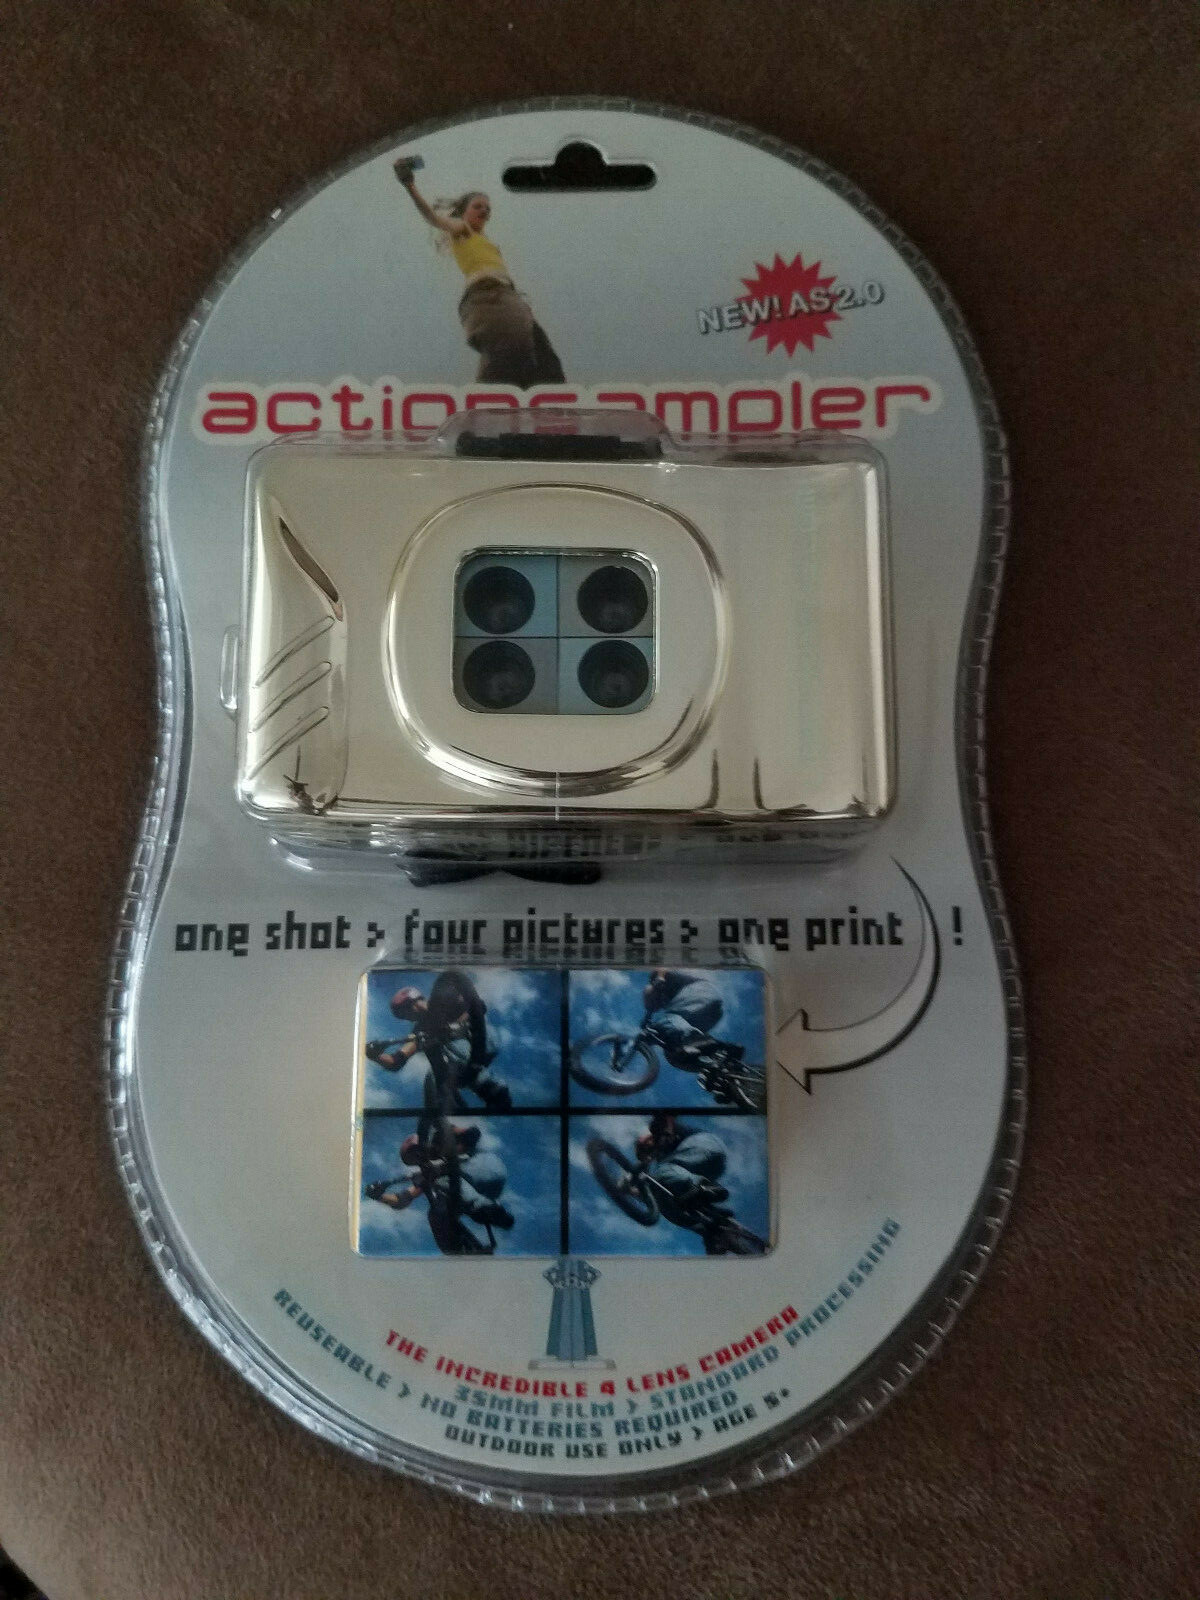 NEW! AS 2.0
actionsampler
one shot > four pictures > one print !
THE INCREDIBLE 4 LENS CAMERA
35MM FILM > STANDARD PROCESSING
REUSEABLE > NO BATTERIES REQUIRED
OUTDOOR USE ONLY > AGE 5+